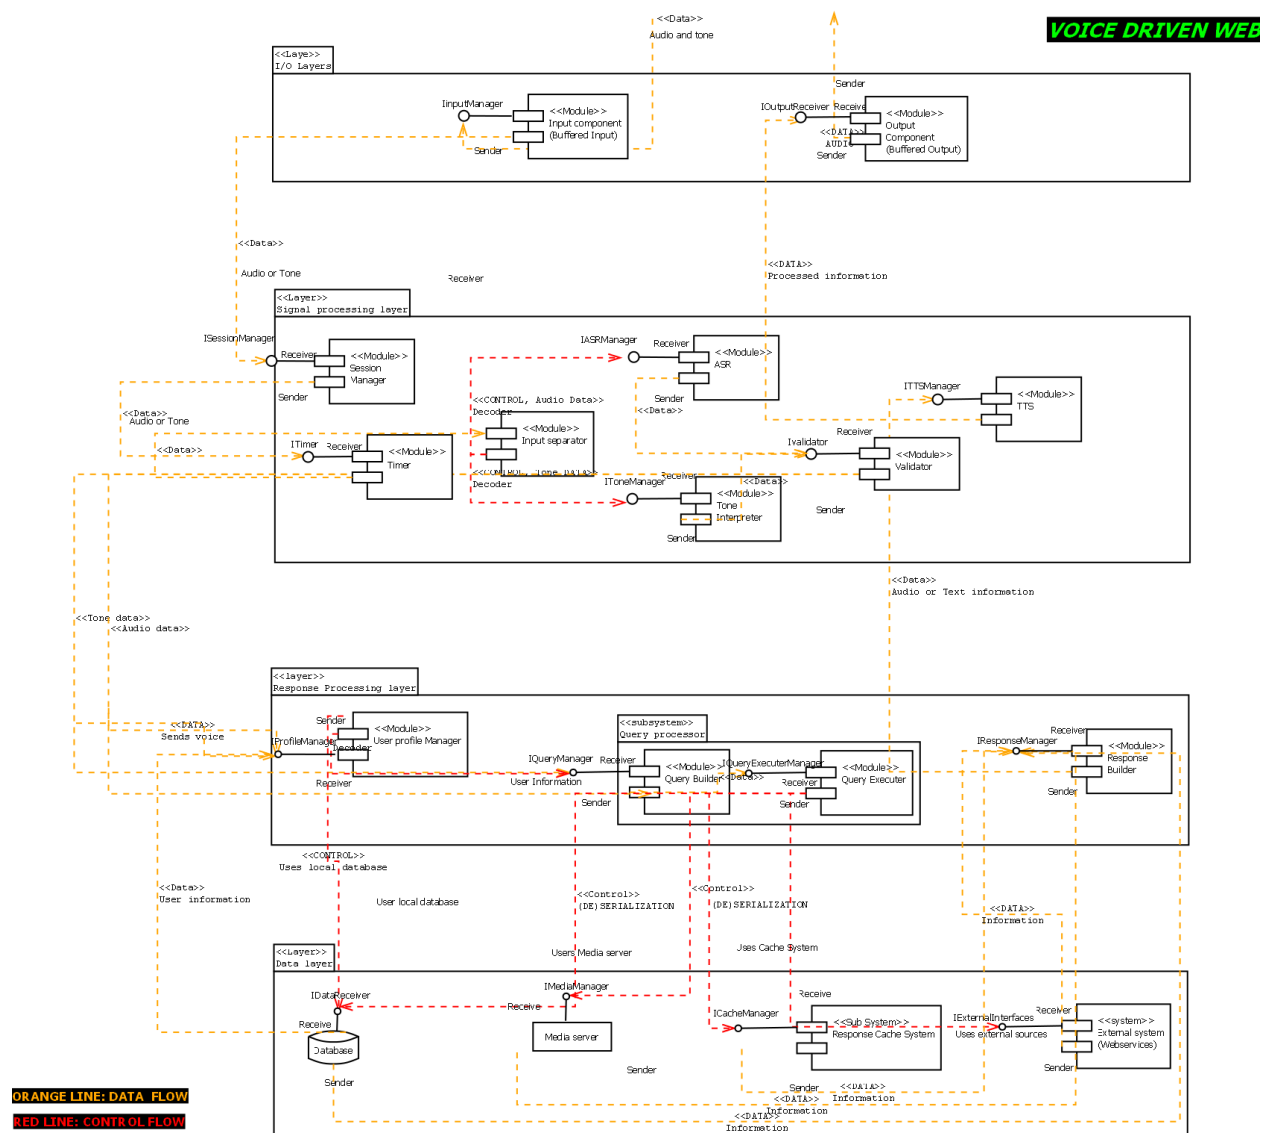 <<Data>>
Audio and tone
VOICE DRIVEN WEB
<<Laye>>
I/O Layers
Sender
IinputManager
<<Module>>
Input component
(Buffered Input)
Sender
IOutputReceiver
Receive
<<Module>>
Output
Component
(Buffered Output)
<<DATA>>
AUDIO
Sender
<<Data>>
Audio or Tone
Receiver
<<DATA>>
Processed information
<<Layer>>
Signal processing layer
ISessionManager
Receiver
<<Module>>
Session
Manager
Sender
IASRManager
Receiver
<<Module>>
ASR
Sender
<<Data>>
ITTSManager
<<Module>>
TTS
<<CONTROL, Audio Data>>
Decoder
<<Module>>
Input separator
<<CONTROL, Tone DATA>>
Decoder
<<Data>>
Audio or Tone
<<Data>>
ITimer
Receiver
<<Module>>
Timer
Ivalidator
Receiver
<<Module>>
Validator
Sender
IToneManager
Receiver
<<Module>>
Tone
Interpreter
Sender
<<Data>>
<<Data>>
Audio or Text information
<<Tone data>>
<<Audio data>>
<<layer>>
Response Processing layer
<<DATA>>
Sends voice
Sender
IProfileManager
Decoder
<<Module>>
User profile Manager
Receiver
<<subsystem>>
Query processor
IQueryManager
User Information
Receiver
<<Module>>
Query Builder
Sender
IQueryExecuterManager
<<Data>>
Receiver
<<Module>>
Query Executer
Sender
IResponseManager
Receiver
<<Module>>
Response
Builder
Sender
<<CONTROL>>
Uses local database
<<Data>>
User information
User local database
<<Control>>
(DE)SERIALIZATION
<<Control>>
(DE)SERIALIZATION
<<DATA>>
Information
Users Media server
Uses Cache System
<<Layer>>
Data layer
IDataReceiver
Receive
Database
Sender
IMediaManager
Receive
Media server
Sender
ICacheManager
Receive
<<Sub System>>
Response Cache System
Sender
IExternalInterfaces
Uses external sources
Receiver
<<system>>
External system
(Webservices)
Sender
<<DATA>>
Information
<<DATA>>
Information
<<DATA>>
Information
ORANGE LINE: DATA FLOW
RED LINE: CONTROL FLOW